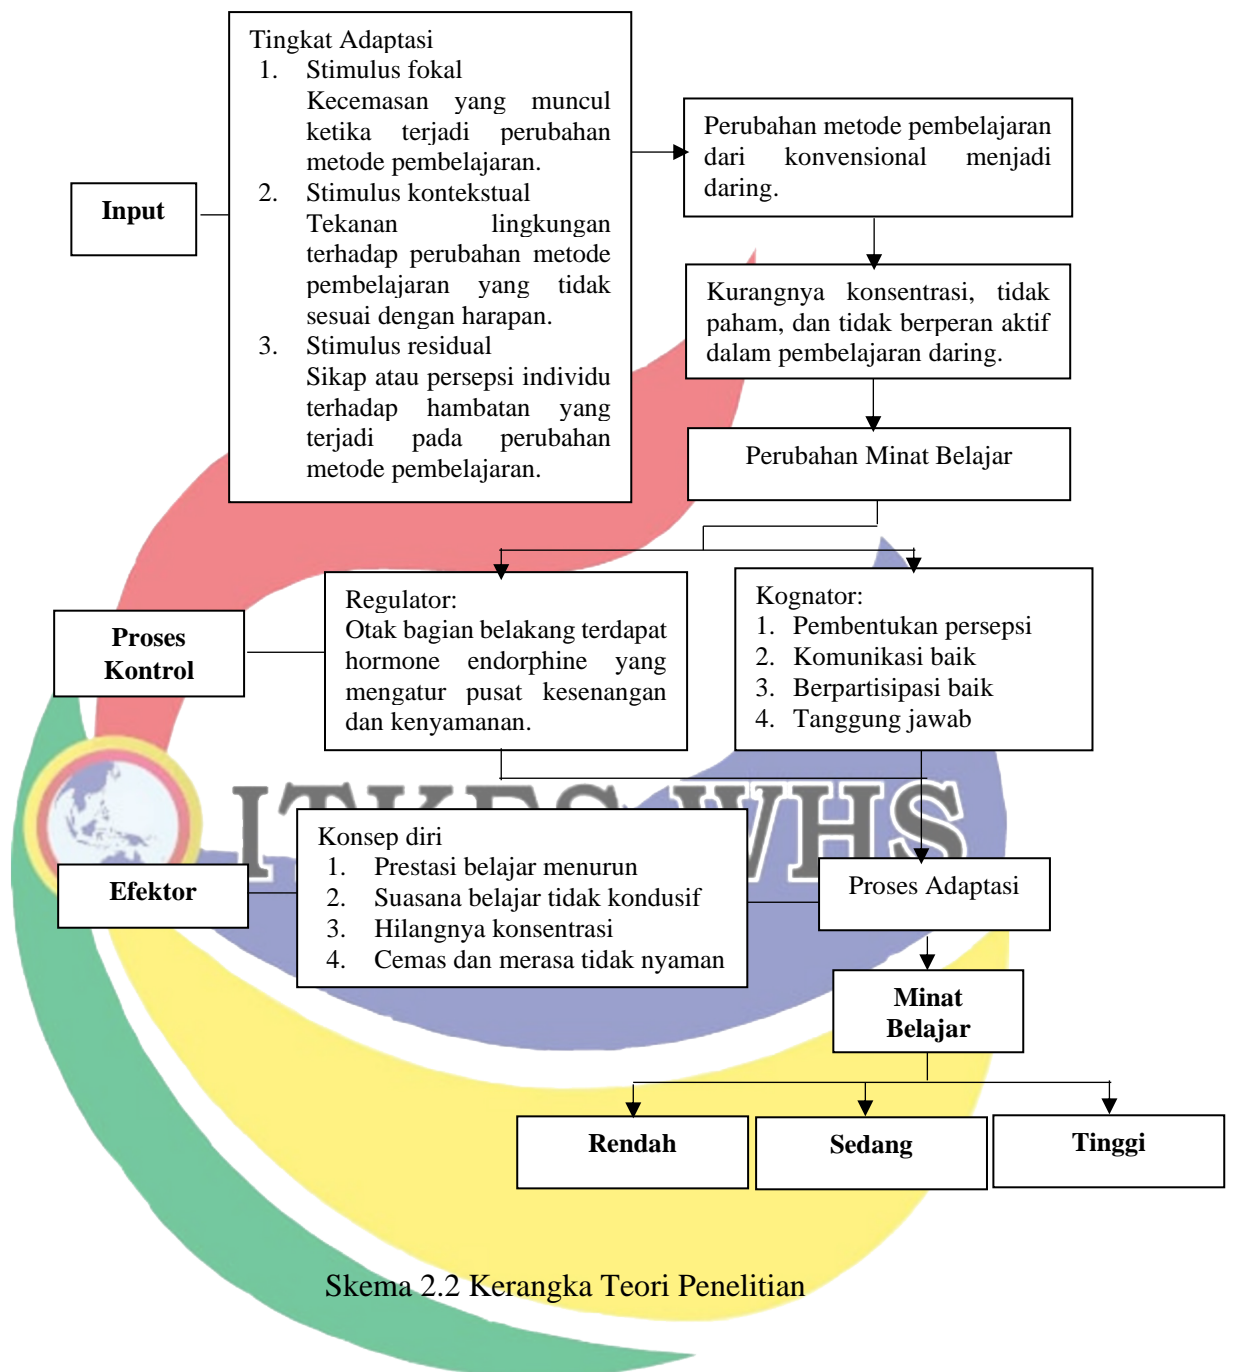 Input
Tingkat Adaptasi
1. Stimulus fokal
Kecemasan yang muncul
ketika terjadi perubahan
metode pembelajaran.
2. Stimulus kontekstual
Tekanan lingkungan
terhadap perubahan metode
pembelajaran yang tidak
sesuai dengan harapan.
3. Stimulus residual
Sikap atau persepsi individu
terhadap hambatan yang
terjadi pada perubahan
metode pembelajaran.
Perubahan metode pembelajaran
dari konvensional menjadi
daring.
Kurangnya konsentrasi, tidak
paham, dan tidak berperan aktif
dalam pembelajaran daring.
Perubahan Minat Belajar
Proses
Kontrol
Regulator:
Otak bagian belakang terdapat
hormone endorphine yang
mengatur pusat kesenangan
dan kenyamanan.
Kognator:
1. Pembentukan persepsi
2. Komunikasi baik
3. Berpartisipasi baik
4. Tanggung jawab
ITKES WHS
Efektor
Konsep diri
1. Prestasi belajar menurun
2. Suasana belajar tidak kondusif
3. Hilangnya konsentrasi
4. Cemas dan merasa tidak nyaman
Proses Adaptasi
Minat
Belajar
Rendah
Sedang
Tinggi
Skema 2.2 Kerangka Teori Penelitian